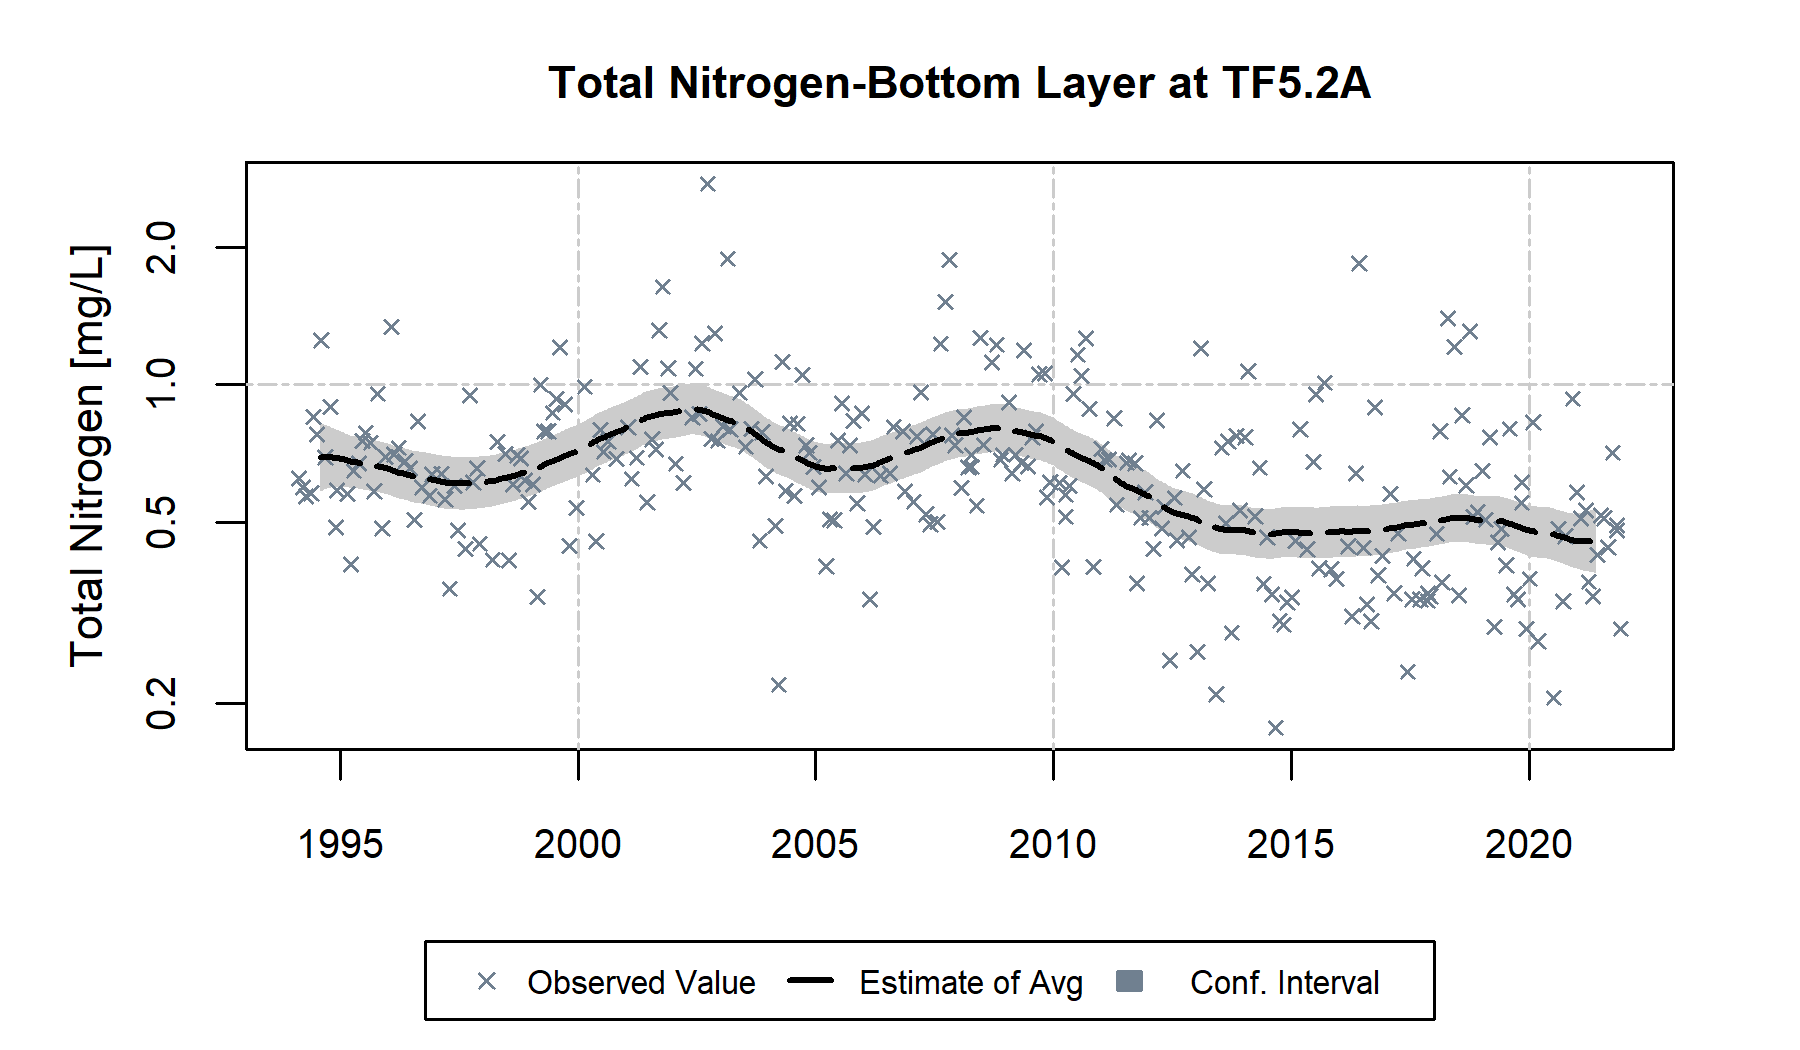 Total Nitrogen-Bottom Layer at TF5.2A
Total Nitrogen [mg/L]
2.0
1.0
0.5
0.2
1995 2000 2005 2010 2015 2020
Observed Value Estimate of Avg Conf. Interval